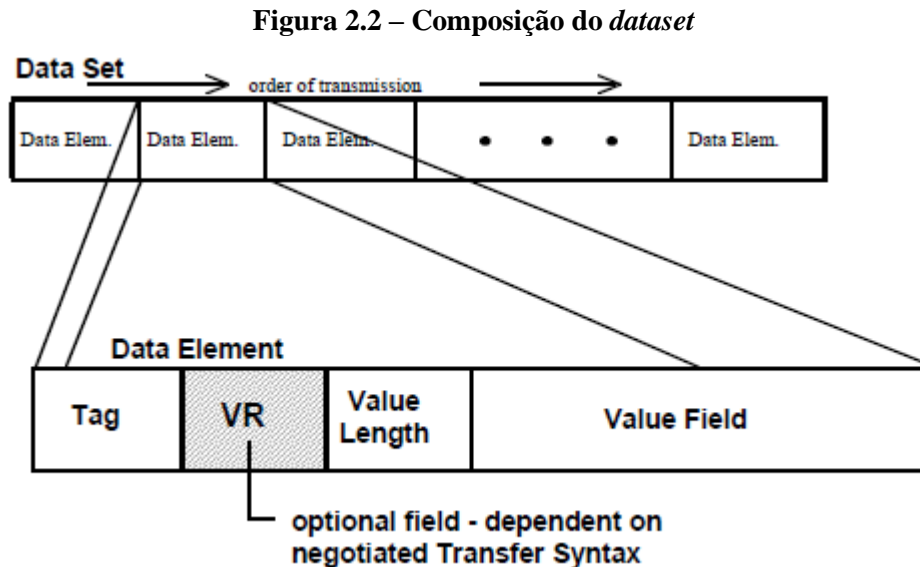 Figura 2.2 – Composição do dataset
Data Set
order of transmission
Data Elem.
Data Elem.
Data Elem.
• • •
Data Elem.
Data Element
Tag
VR
Value
Length
Value Field
optional field - dependent on
negotiated Transfer Syntax